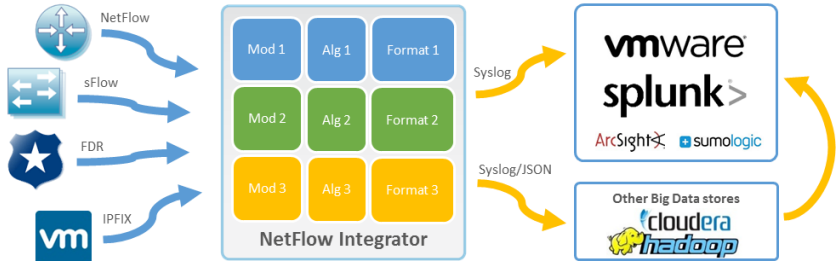 NetFlow
sFlow
FDR
vm
IPFIX
Mod 1 Alg 1 Format 1
Mod 2 Alg 2 Format 2
Mod 3 Alg 3 Format 3
NetFlow Integrator
Syslog
Syslog/JSON
vmware
splunk>
ArcSight
sumologic
Other Big Data stores
cloudera
hadoop